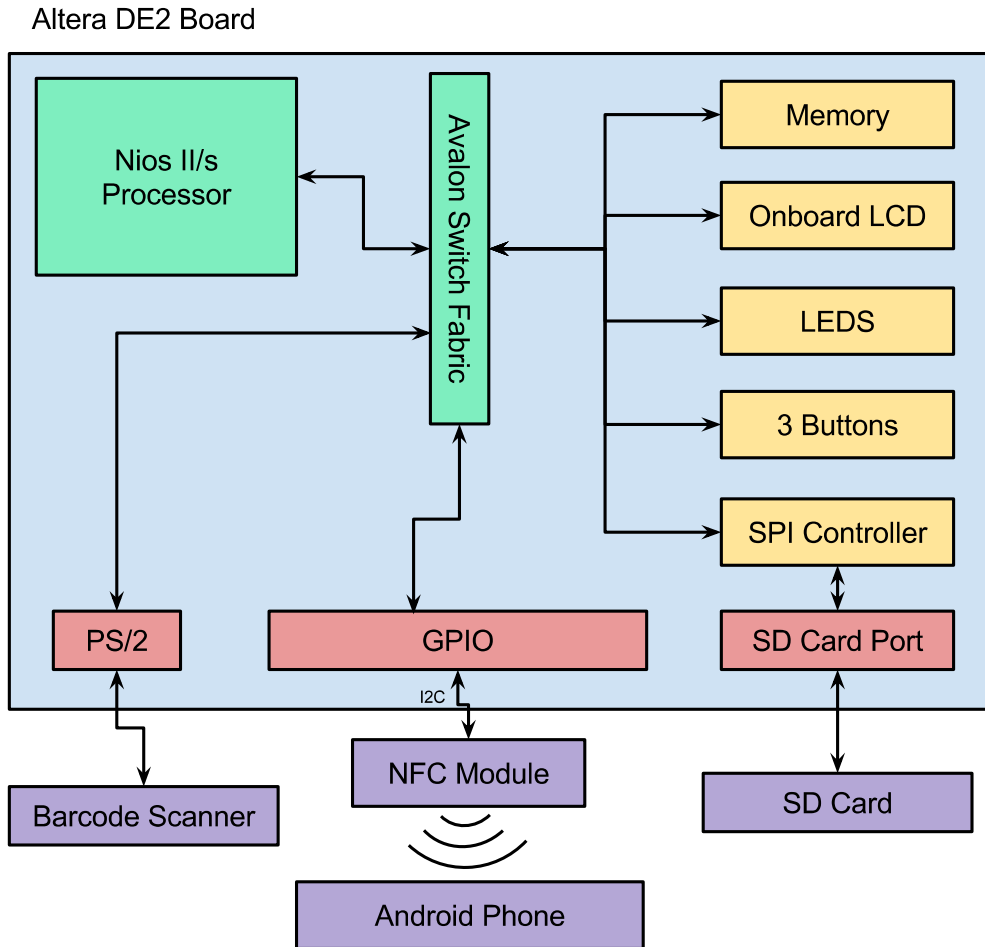 Altera DE2 Board
Nios II/s
Processor
Avalon Switch Fabric
Memory
Onboard LCD
LEDS
3 Buttons
SPI Controller
PS/2
GPIO
SD Card Port
I2C
NFC Module
Barcode Scanner
SD Card
Android Phone